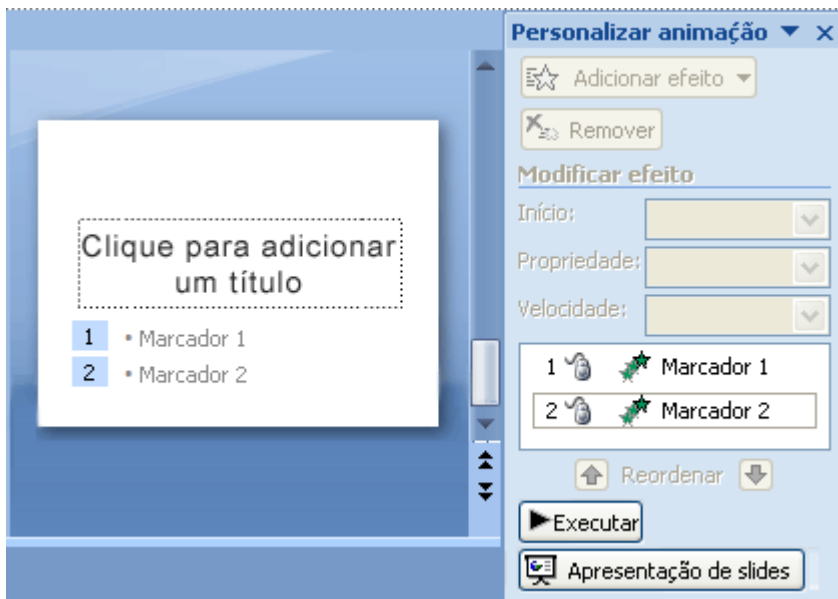 Personalizar animação
Adicionar efeito
Remover
Modificar efeito
Início:
Propriedade:
Velocidade:
1 Marcador 1
2 Marcador 2
Reordenar
Executar
Apresentação de slides
Clique para adicionar
um título
1 • Marcador 1
2 • Marcador 2